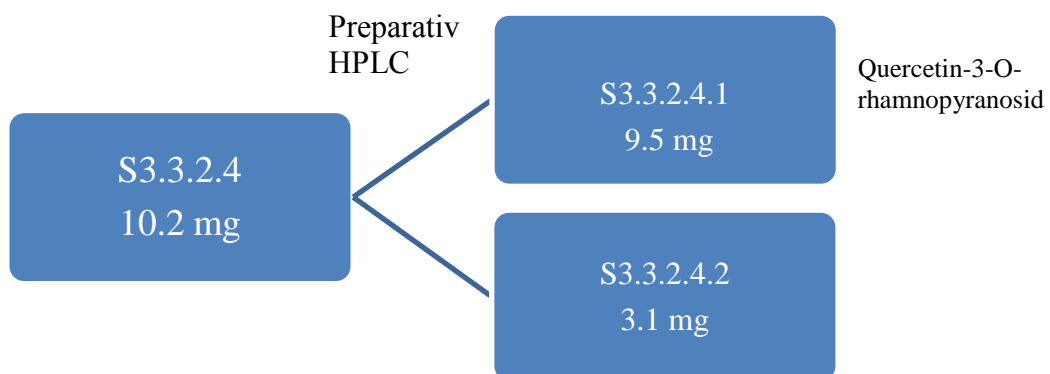 Preparativ
HPLC
S3.3.2.4
10.2 mg
S3.3.2.4.1
9.5 mg
Quercetin-3-O-
rhamnopyranosid
S3.3.2.4.2
3.1 mg